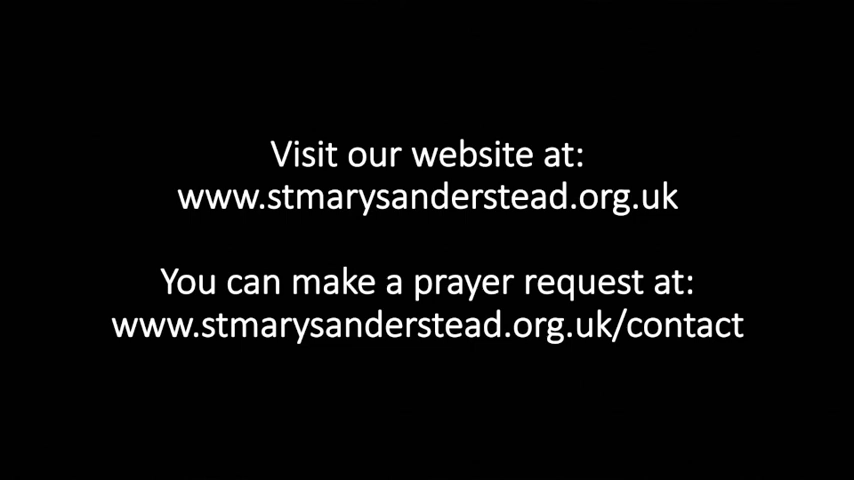 Visit our website at:
www.stmarysanderstead.org.uk
You can make a prayer request at:
www.stmarysanderstead.org.uk/contact